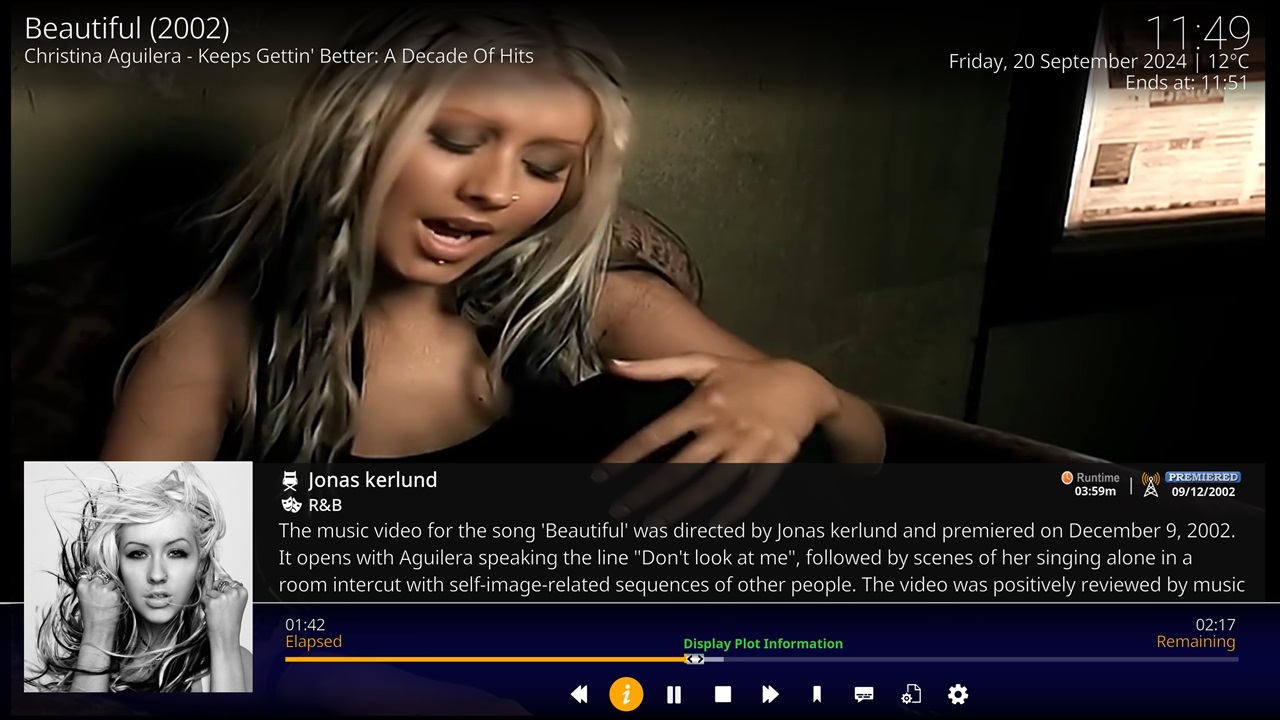 Beautiful (2002)
Christina Aguilera - Keeps Gettin' Better: A Decade Of Hits
11:49
Friday, 20 September 2024 | 12°C
Ends at: 11:51
Jonas kerlund
R&B
Runtime
03:59m
PREMIERED
09/12/2002
The music video for the song 'Beautiful' was directed by Jonas kerlund and premiered on December 9, 2002.
It opens with Aguilera speaking the line "Don't look at me", followed by scenes of her singing alone in a
room intercut with self-image-related sequences of other people. The video was positively reviewed by music
01:42
Elapsed
Display Plot Information
02:17
Remaining